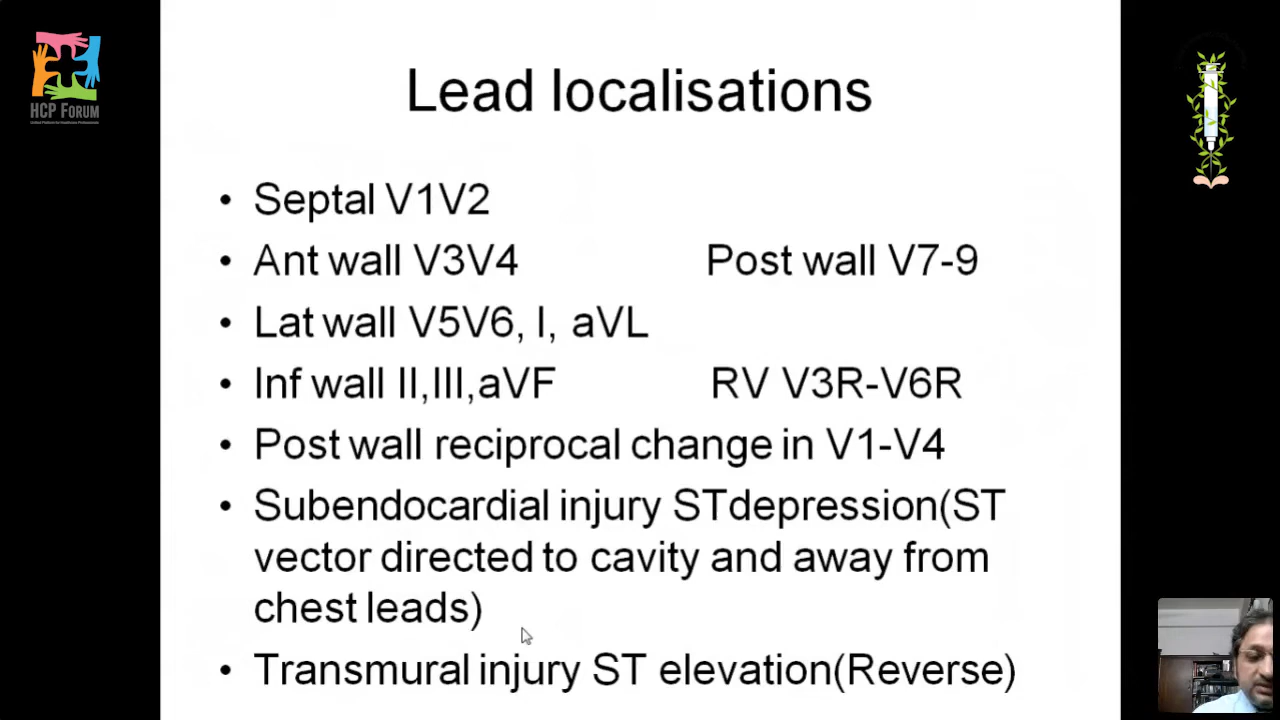 HCP FORUM
Lead localisations
• Septal V1V2
• Ant wall V3V4 Post wall V7-9
• Lat wall V5V6, I, aVL
• Inf wall II,III,aVF RV V3R-V6R
• Post wall reciprocal change in V1-V4
• Subendocardial injury STdepression(ST
vector directed to cavity and away from
chest leads)
• Transmural injury ST elevation(Reverse)